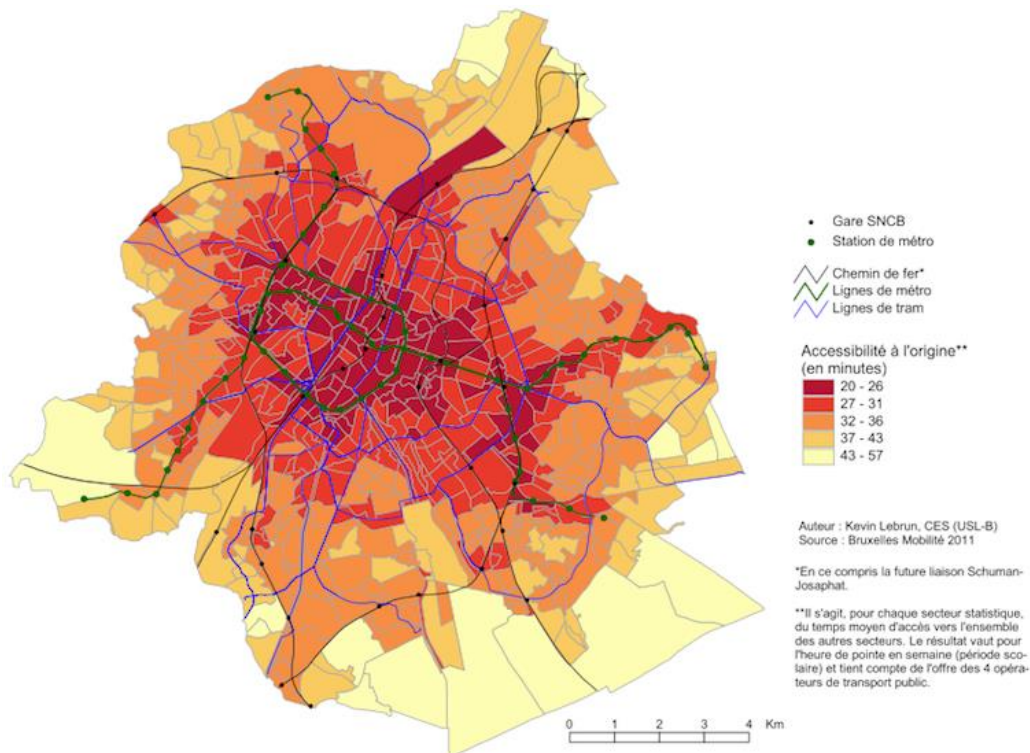 Gare SNCB
Station de métro
Chemin de fer*
Lignes de métro
Lignes de tram
Accessibilité à l'origine**
(en minutes)
20 - 26
27 - 31
32 - 36
37 - 43
43 - 57
Auteur : Kevin Lebrun, CES (USL-B)
Source : Bruxelles Mobilité 2011
*En ce compris la future liaison Schuman-
Josaphat.
**Il s'agit, pour chaque secteur statistique,
du temps moyen d'accès vers l'ensemble
des autres secteurs. Le résultat vaut pour
l'heure de pointe en semaine (période sco-
laire) et tient compte de l'offre des 4 opéra-
teurs de transport public.
0 1 2 3 4 Km